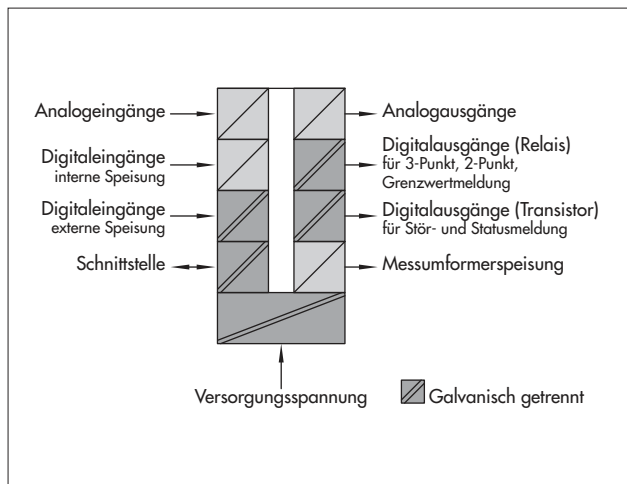 Analogeingänge
Digitaleingänge
interne Speisung
Digitaleingänge
externe Speisung
Schnittstelle
Analogausgänge
Digitalausgänge (Relais)
für 3-Punkt, 2-Punkt,
Grenzwertmeldung
Digitalausgänge (Transistor)
für Stör- und Statusmeldung
Messumformerspeisung
Versorgungsspannung
Galvanisch getrennt